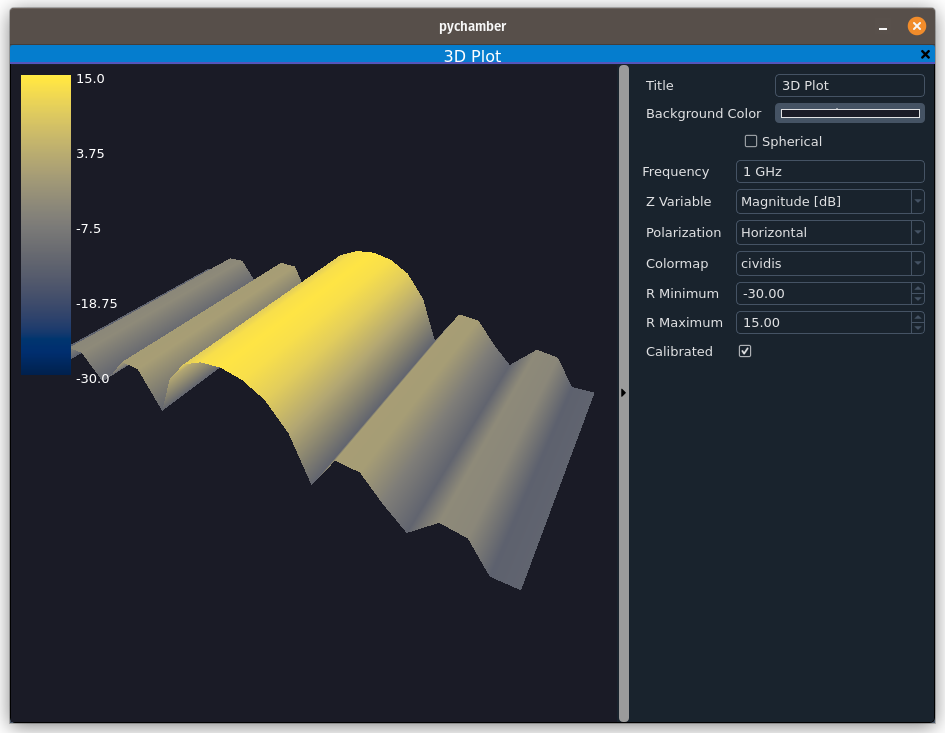 pychamber
3D Plot
15.0
3.75
-7.5
-18.75
-30.0
Title 3D Plot
Background Color
Spherical
Frequency 1 GHz
Z Variable Magnitude [dB]
Polarization Horizontal
Colormap cividis
R Minimum -30.00
R Maximum 15.00
Calibrated